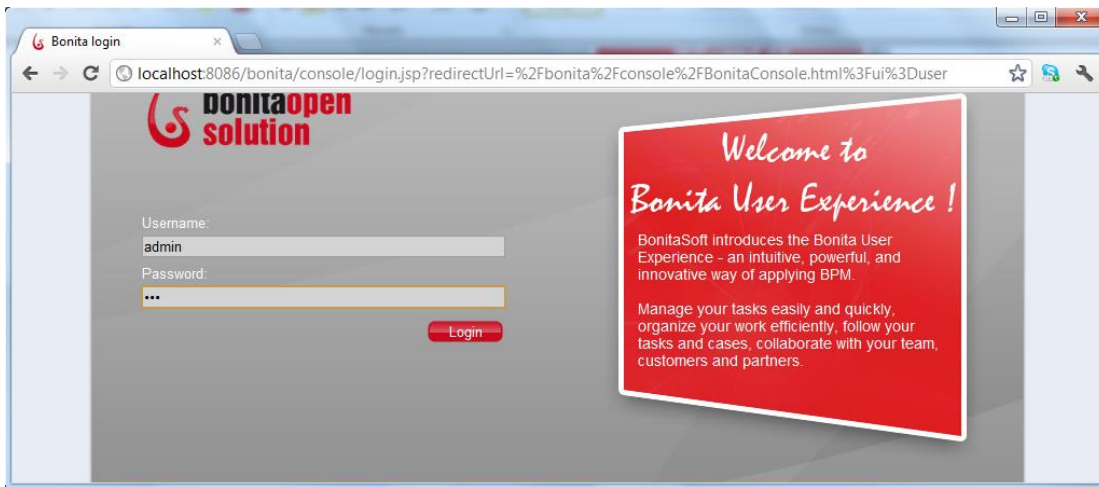 Bonita login
localhost:8086/bonita/console/login.jsp?redirectUrl=%2Fbonita%2Fconsole%2FBonitaConsole.html%3Fui%3Duser
bonitaopen
solution
Username:
admin
Password:
•••
Login
Welcome to
Bonita User Experience !
BonitaSoft introduces the Bonita User
Experience - an intuitive, powerful, and
innovative way of applying BPM.
Manage your tasks easily and quickly,
organize your work efficiently, follow your
tasks and cases, collaborate with your team,
customers and partners.